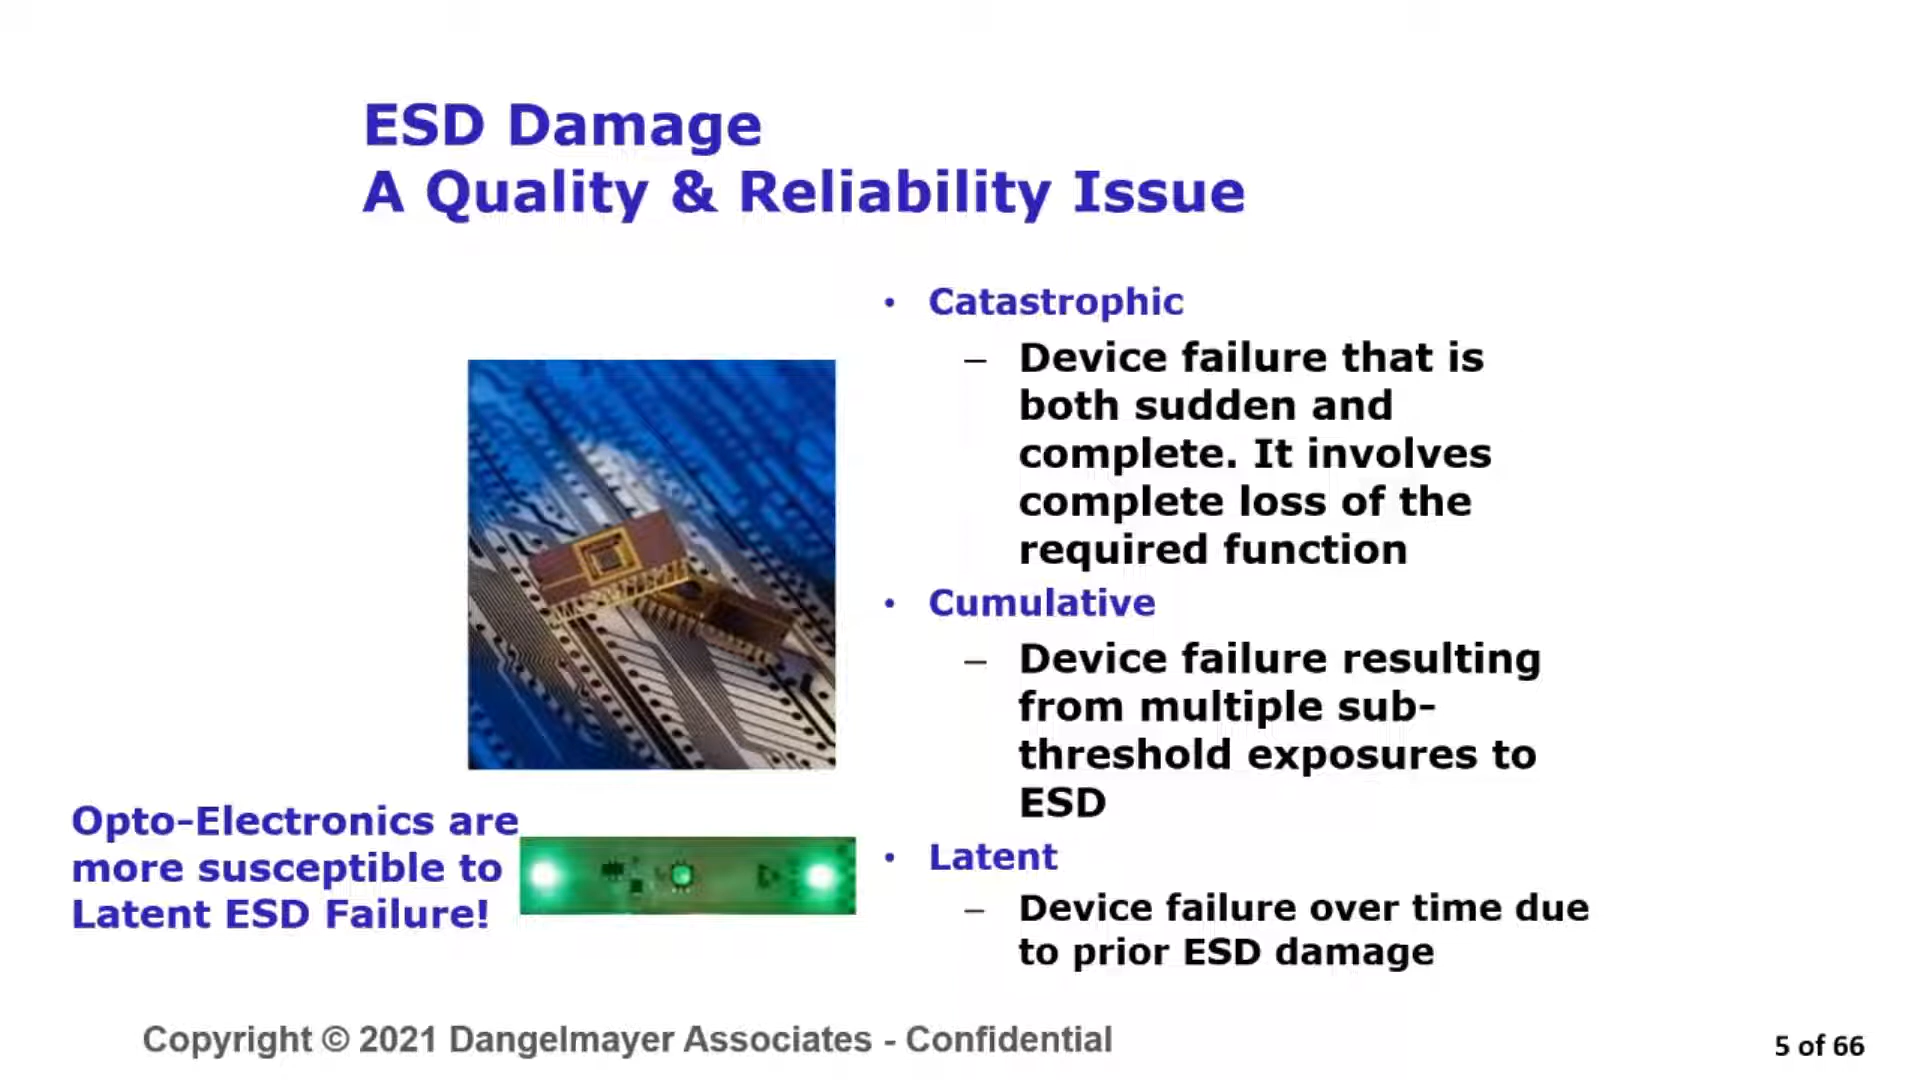 ESD Damage
A Quality & Reliability Issue
• Catastrophic
– Device failure that is
both sudden and
complete. It involves
complete loss of the
required function
• Cumulative
– Device failure resulting
from multiple sub-
threshold exposures to
ESD
• Latent
– Device failure over time due
to prior ESD damage
Opto-Electronics are
more susceptible to
Latent ESD Failure!
Copyright © 2021 Dangelmayer Associates - Confidential
5 of 66